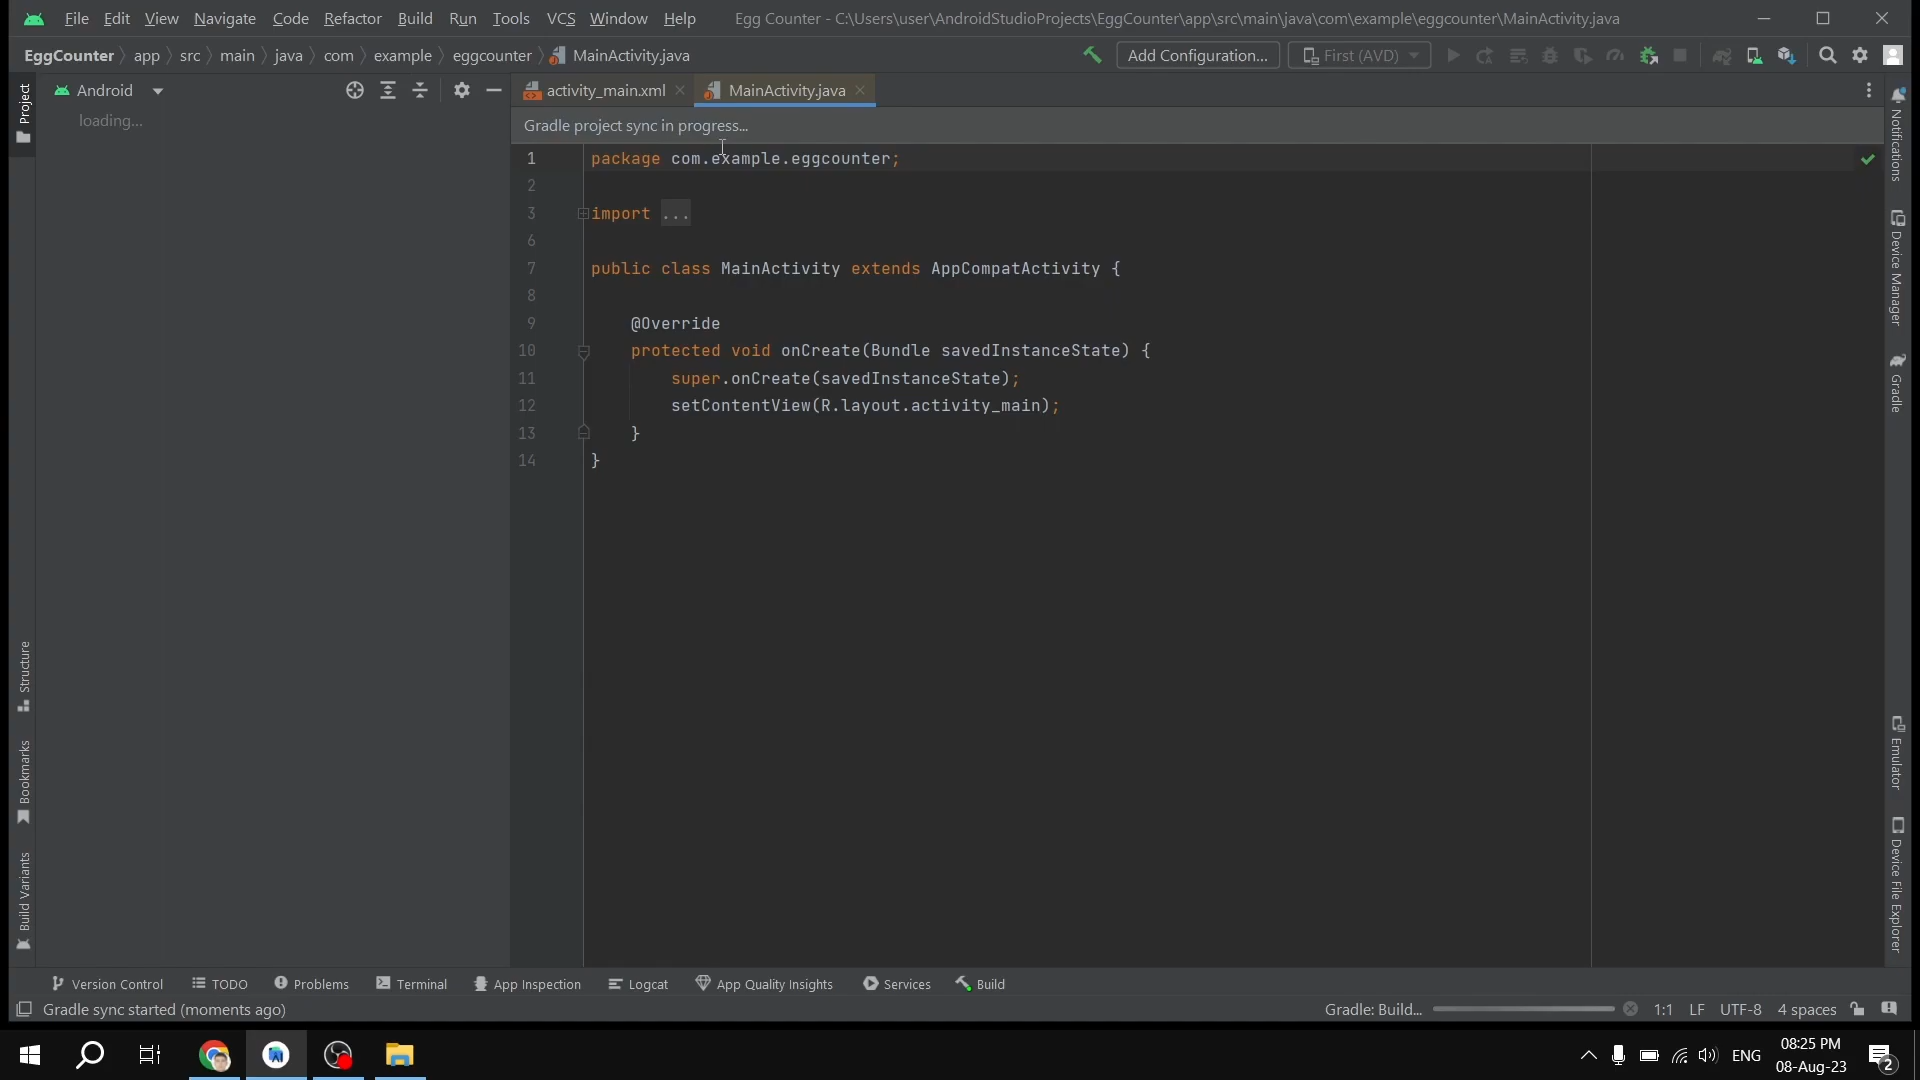 File Edit View Navigate Code Refactor Build Run Tools VCS Window Help Egg Counter - C:\Users\user\AndroidStudioProjects\EggCounter\app\src\main\java\com\example\eggcounter\MainActivity.java
EggCounter app src main java com example eggcounter MainActivity.java Add Configuration... First (AVD)
Android activity_main.xml MainActivity.java
Project
loading...
Gradle project sync in progress...
1 package com.example.eggcounter;
2
3 import ...
6
7 public class MainActivity extends AppCompatActivity {
8
9 @Override
10 protected void onCreate(Bundle savedInstanceState) {
11 super.onCreate(savedInstanceState);
12 setContentView(R.layout.activity_main);
13 }
14 }
Notifications
Device Manager
Gradle
Emulator
Device File Explorer
Structure
Bookmarks
Build Variants
Version Control TODO Problems Terminal App Inspection Logcat App Quality Insights Services Build
Gradle sync started (moments ago) Gradle: Build... 1:1 LF UTF-8 4 spaces
ENG 08:25 PM
08-Aug-23
2